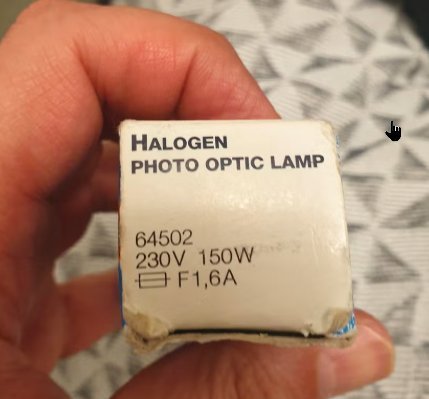 HALOGEN
PHOTO OPTIC LAMP
64502
230V 150W
F1,6A